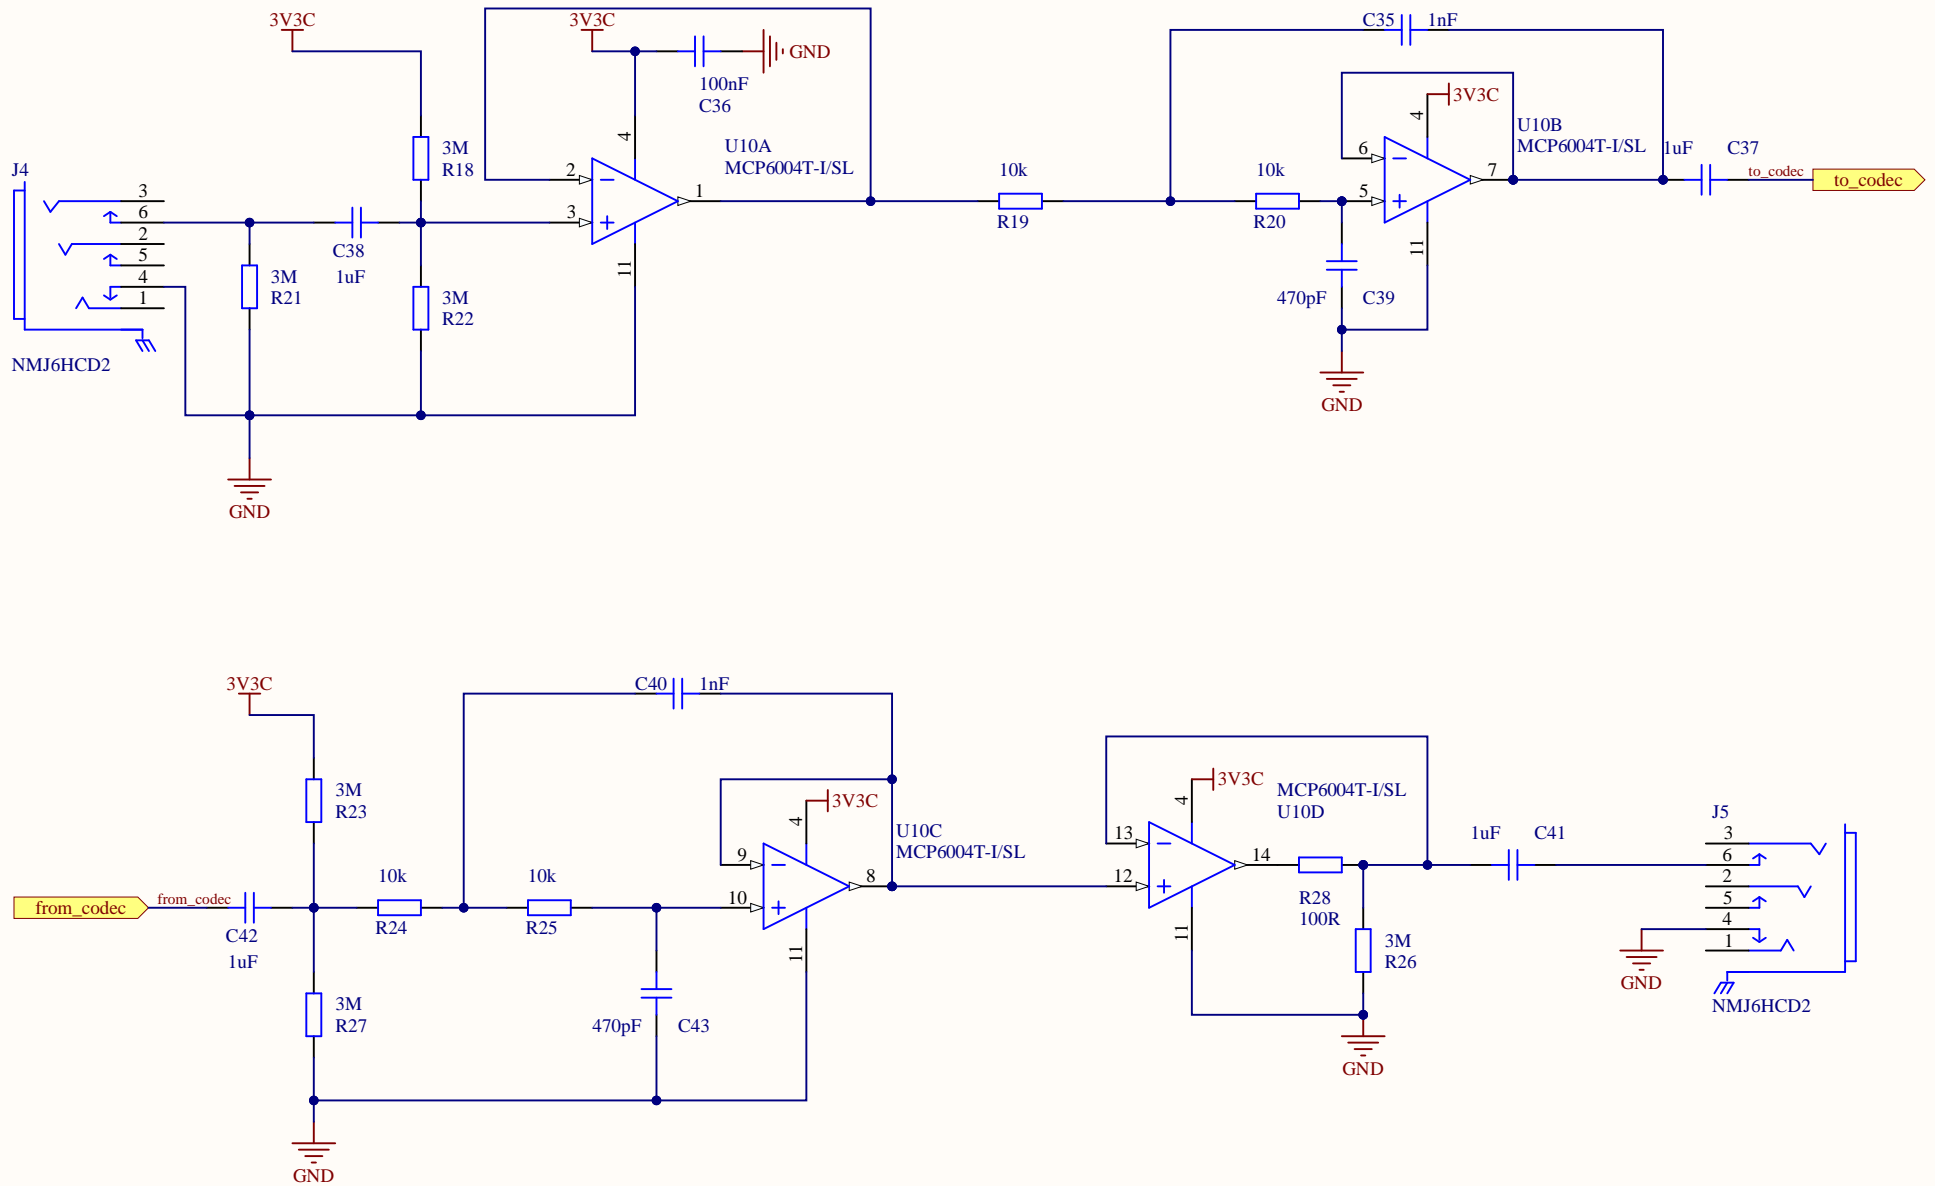 3V3C
3V3C
C35 1nF
GND
100nF
C36
3V3C
4
4
U10A
MCP6004T-I/SL
U10B
MCP6004T-I/SL
1uF C37
3M
R18
J4
2
1
3
6
7
5
to_codec
to_codec
3
6
2
5
4
1
C38
1uF
10k
R19
10k
R20
11
11
3M
R21
3M
R22
470pF C39
NMJ6HCD2
GND
GND
3V3C
C40 1nF
3M
R23
3V3C
4
U10C
MCP6004T-I/SL
3V3C
4
MCP6004T-I/SL
U10D
J5
9
8
10
13
14
12
1uF C41
3
6
2
5
4
1
from_codec
from_codec
C42
1uF
10k
R24
10k
R25
R28
100R
11
11
3M
R26
GND
NMJ6HCD2
3M
R27
470pF C43
GND
GND